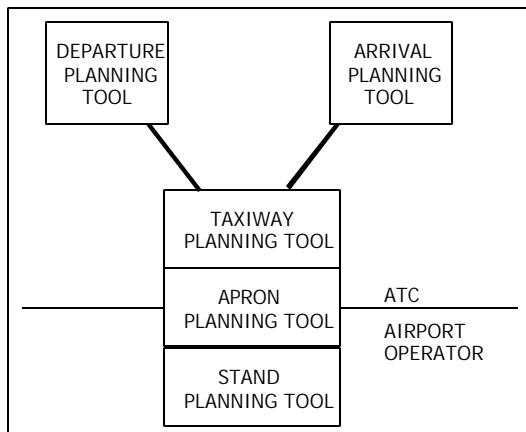 DEPARTURE
PLANNING
TOOL
ARRIVAL
PLANNING
TOOL
TAXIWAY
PLANNING TOOL
APRON
PLANNING TOOL
ATC
AIRPORT
OPERATOR
STAND
PLANNING TOOL